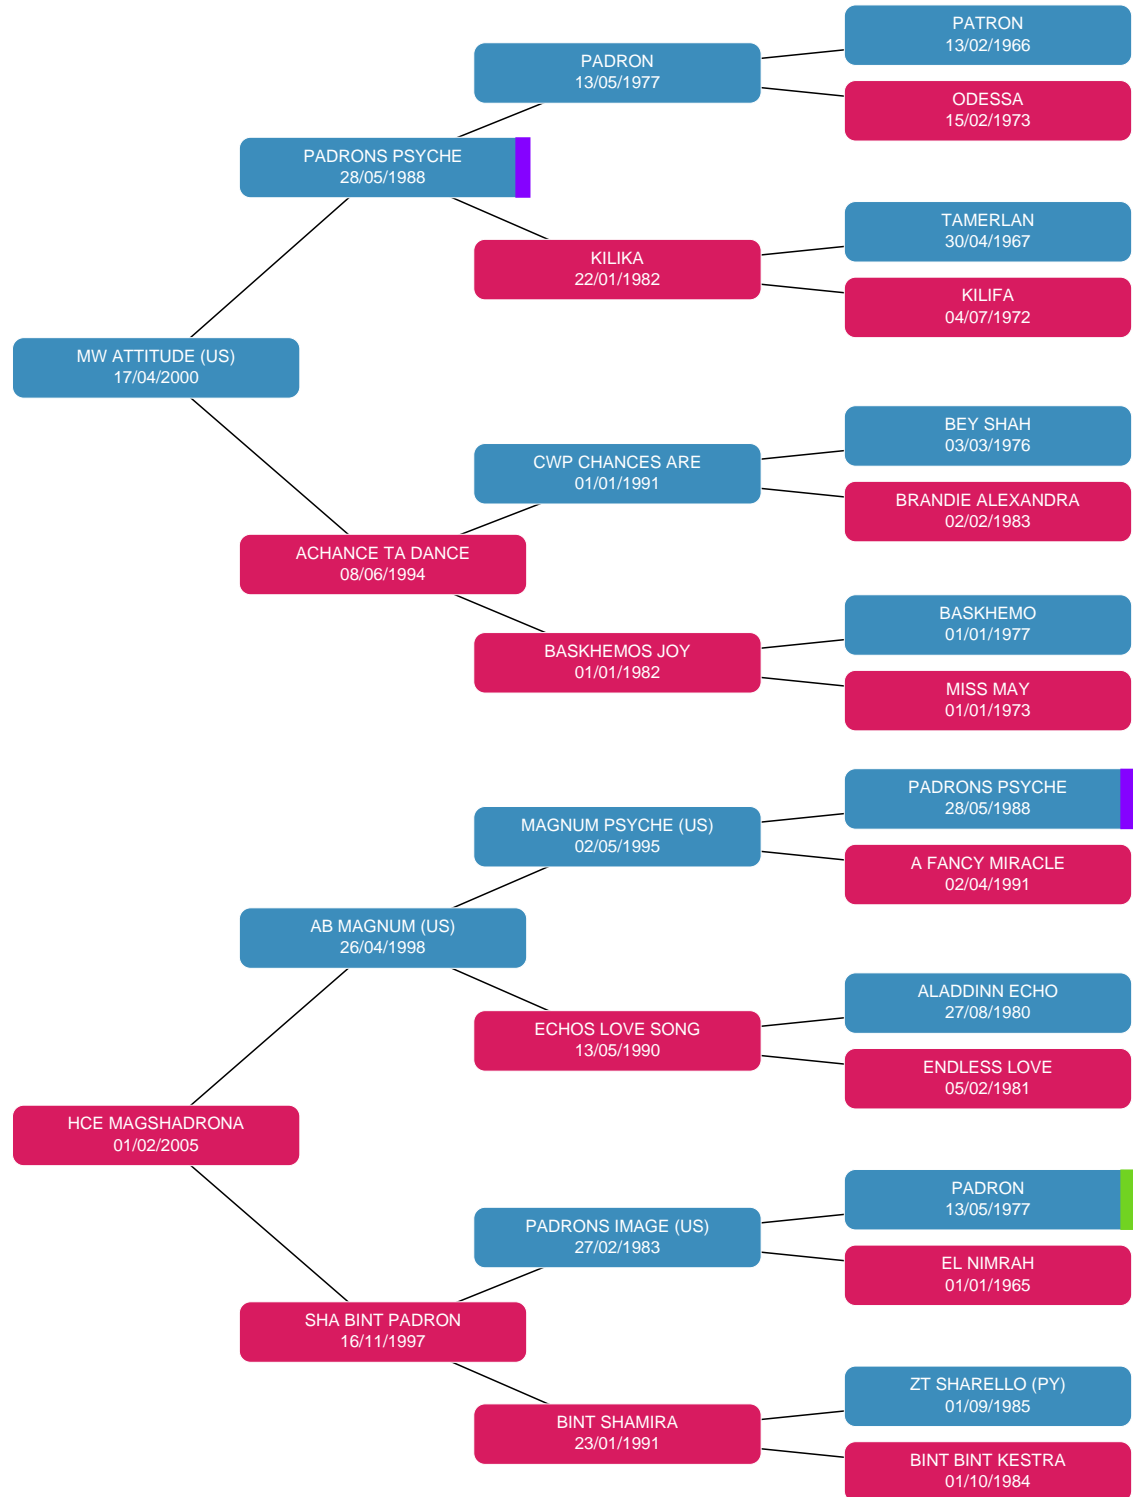 PATRON
13/02/1966
PADRON
13/05/1977
ODESSA
15/02/1973
PADRONS PSYCHE
28/05/1988
TAMERLAN
30/04/1967
KILIKA
22/01/1982
KILIFA
04/07/1972
MW ATTITUDE (US)
17/04/2000
BEY SHAH
03/03/1976
CWP CHANCES ARE
01/01/1991
BRANDIE ALEXANDRA
02/02/1983
ACHANCE TA DANCE
08/06/1994
BASKHEMO
01/01/1977
BASKHEMOS JOY
01/01/1982
MISS MAY
01/01/1973
PADRONS PSYCHE
28/05/1988
MAGNUM PSYCHE (US)
02/05/1995
A FANCY MIRACLE
02/04/1991
AB MAGNUM (US)
26/04/1998
ALADDINN ECHO
27/08/1980
ECHOS LOVE SONG
13/05/1990
ENDLESS LOVE
05/02/1981
HCE MAGSHADRONA
01/02/2005
PADRON
13/05/1977
PADRONS IMAGE (US)
27/02/1983
EL NIMRAH
01/01/1965
SHA BINT PADRON
16/11/1997
ZT SHARELLO (PY)
01/09/1985
BINT SHAMIRA
23/01/1991
BINT BINT KESTRA
01/10/1984